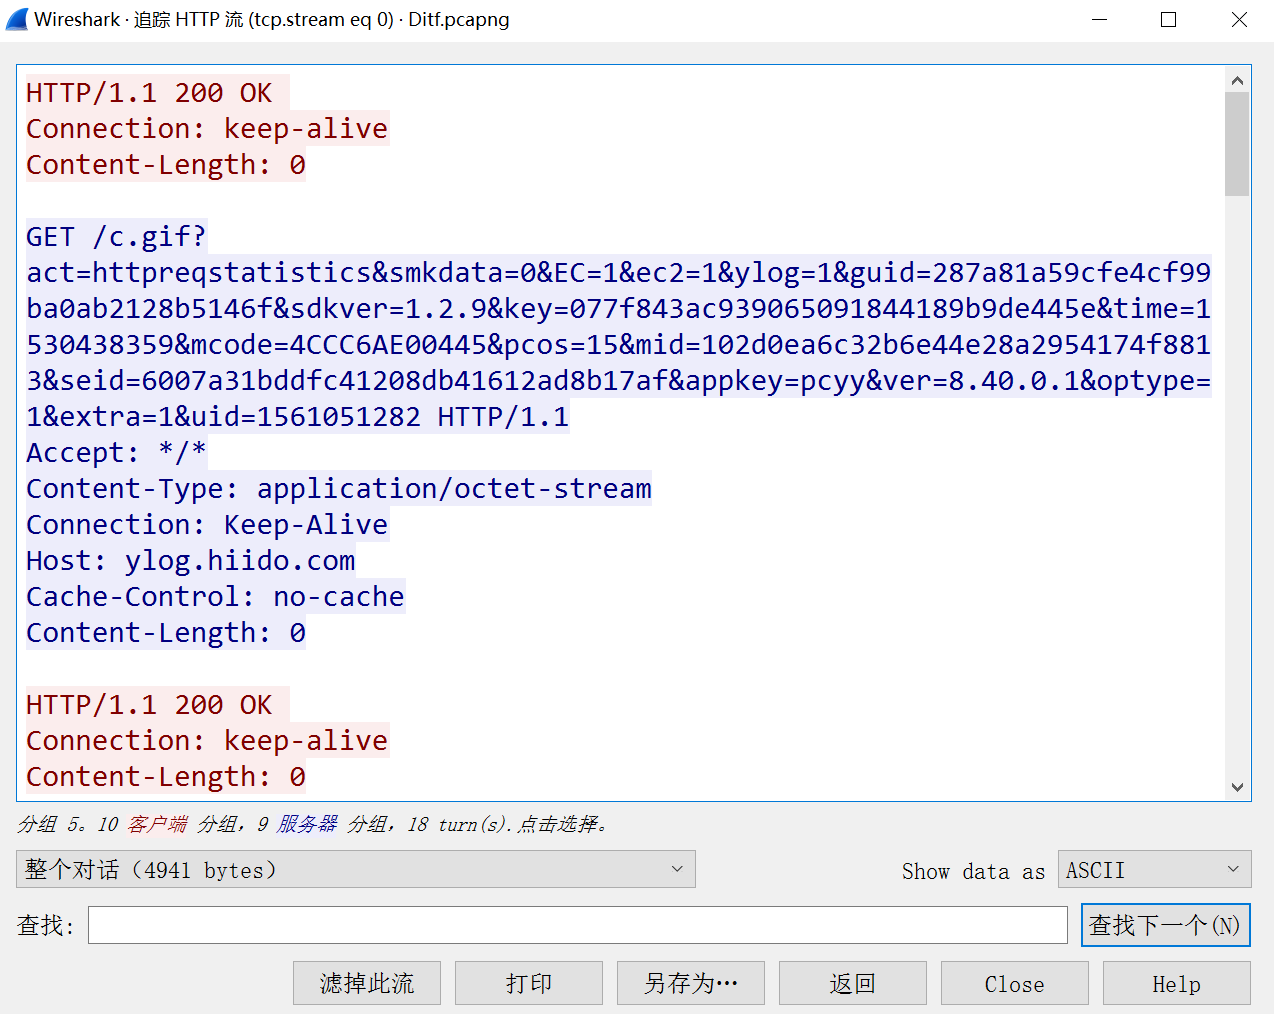 Wireshark · 追踪 HTTP 流 (tcp.stream eq 0) · Ditf.pcapng
HTTP/1.1 200 OK
Connection: keep-alive
Content-Length: 0
GET /c.gif?
act=httpreqstatistics&smkdata=0&EC=1&ec2=1&ylog=1&guid=287a81a59cfe4cf99
ba0ab2128b5146f&sdkver=1.2.9&key=077f843ac939065091844189b9de445e&time=1
530438359&mcode=4CCC6AE00445&pcos=15&mid=102d0ea6c32b6e44e28a2954174f881
3&seid=6007a31bddfc41208db41612ad8b17af&appkey=pcyy&ver=8.40.0.1&optype=
1&extra=1&uid=1561051282 HTTP/1.1
Accept: */*
Content-Type: application/octet-stream
Connection: Keep-Alive
Host: ylog.hiido.com
Cache-Control: no-cache
Content-Length: 0
HTTP/1.1 200 OK
Connection: keep-alive
Content-Length: 0
分组 5。10 客户端 分组，9 服务器 分组，18 turn(s).点击选择。
整个对话（4941 bytes）
Show data as ASCII
查找:
查找下一个(N)
滤掉此流 打印 另存为… 返回 Close Help